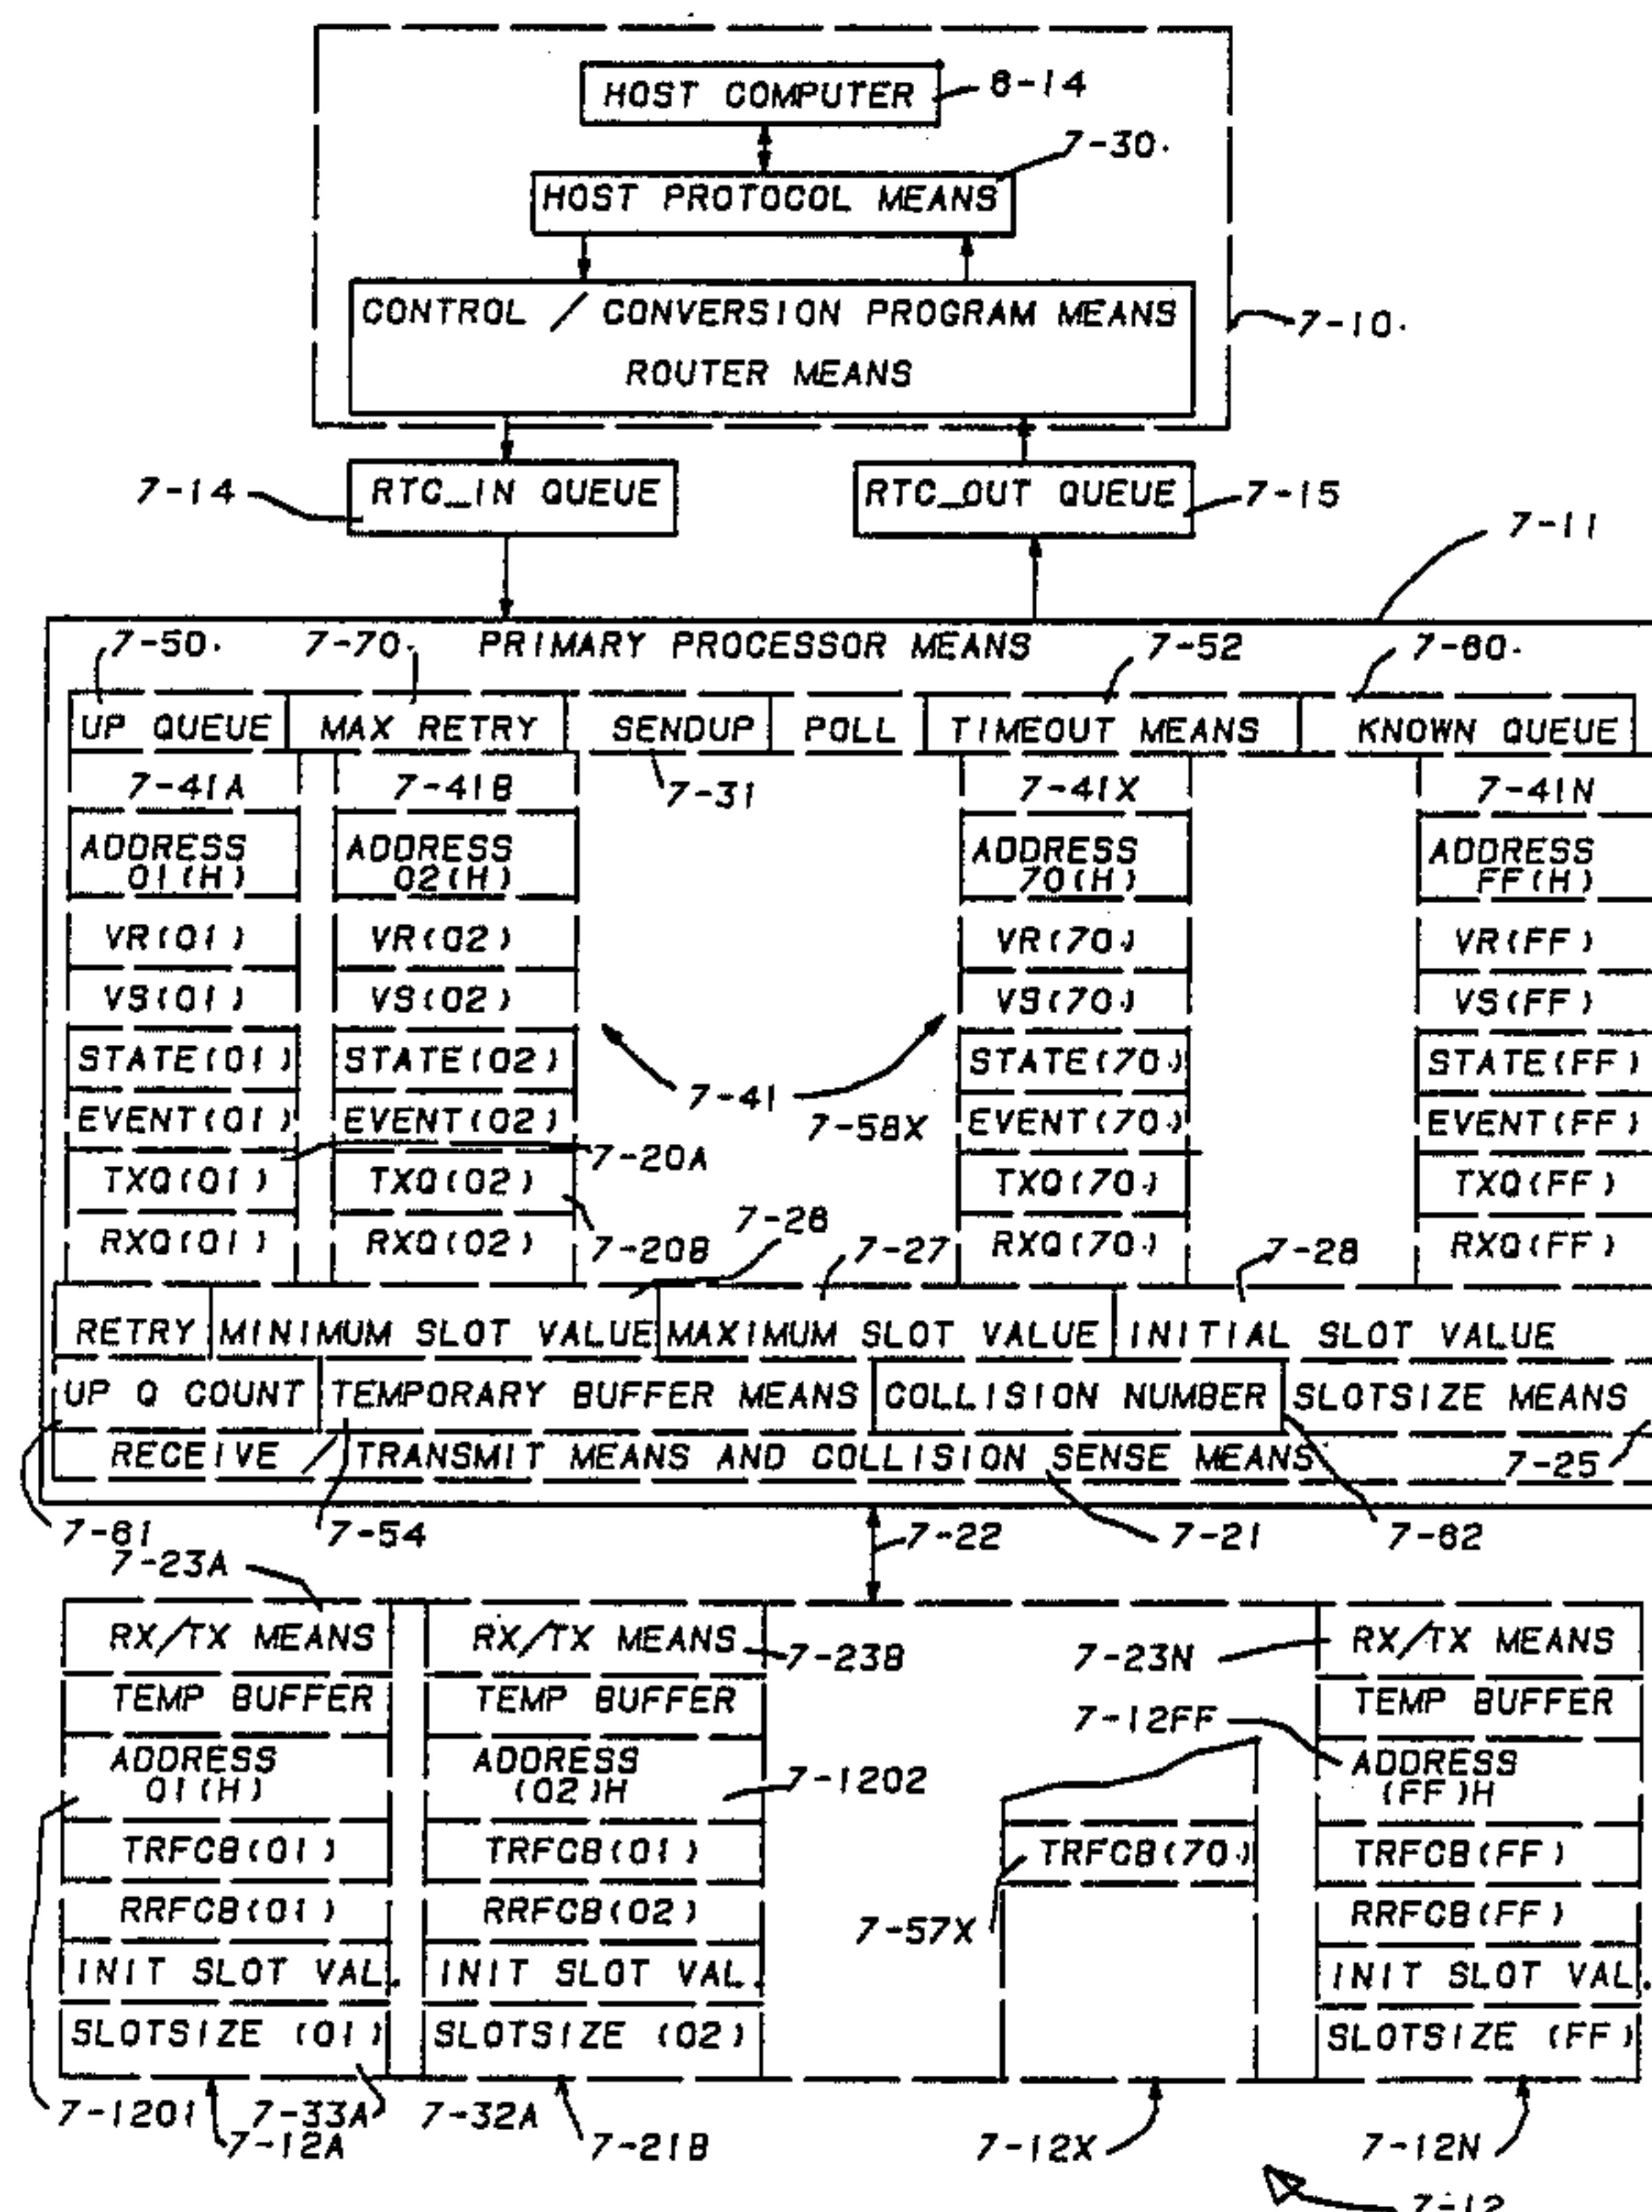 HOST COMPUTER 6-14
7-30.
HOST PROTOCOL MEANS
CONTROL / CONVERSION PROGRAM MEANS
7-10.
ROUTER MEANS
7-14 RTC_IN QUEUE RTC_OUT QUEUE 7-15
7-11
7-50. 7-70. PRIMARY PROCESSOR MEANS 7-52 7-60.
UP QUEUE MAX RETRY SENDUP POLL TIMEOUT MEANS KNOWN QUEUE
7-41A 7-41B 7-31 7-41X 7-41N
ADDRESS ADDRESS ADDRESS ADDRESS
01(H) 02(H) 70(H) FF(H)
VR(01) VR(02) VR(70.) VR(FF)
VS(01) VS(02) VS(70.) VS(FF)
STATE(01) STATE(02) STATE(70.) STATE(FF)
7-41
EVENT(01) EVENT(02) 7-58X EVENT(70.) EVENT(FF)
7-20A
TXQ(01) TXQ(02) TXQ(70.) TXQ(FF)
7-26
RXQ(01) RXQ(02) 7-20B 7-27 RXQ(70.) 7-28 RXQ(FF)
RETRY MINIMUM SLOT VALUE MAXIMUM SLOT VALUE INITIAL SLOT VALUE
UP Q COUNT TEMPORARY BUFFER MEANS COLLISION NUMBER SLOTSIZE MEANS
RECEIVE / TRANSMIT MEANS AND COLLISION SENSE MEANS 7-25
7-61 7-54 7-22 7-21 7-62
7-23A
RX/TX MEANS RX/TX MEANS 7-23B 7-23N RX/TX MEANS
TEMP BUFFER TEMP BUFFER TEMP BUFFER
7-12FF
ADDRESS ADDRESS ADDRESS
01(H) (02)H 7-1202 (FF)H
TRFCB(01) TRFCB(01) TRFCB(70.) TRFCB(FF)
RRFCB(01) RRFCB(02) 7-57X RRFCB(FF)
INIT SLOT VAL. INIT SLOT VAL. INIT SLOT VAL.
SLOTSIZE (01) SLOTSIZE (02) SLOTSIZE (FF)
7-1201 7-33A 7-32A
7-12A 7-21B 7-12X 7-12N
7-12